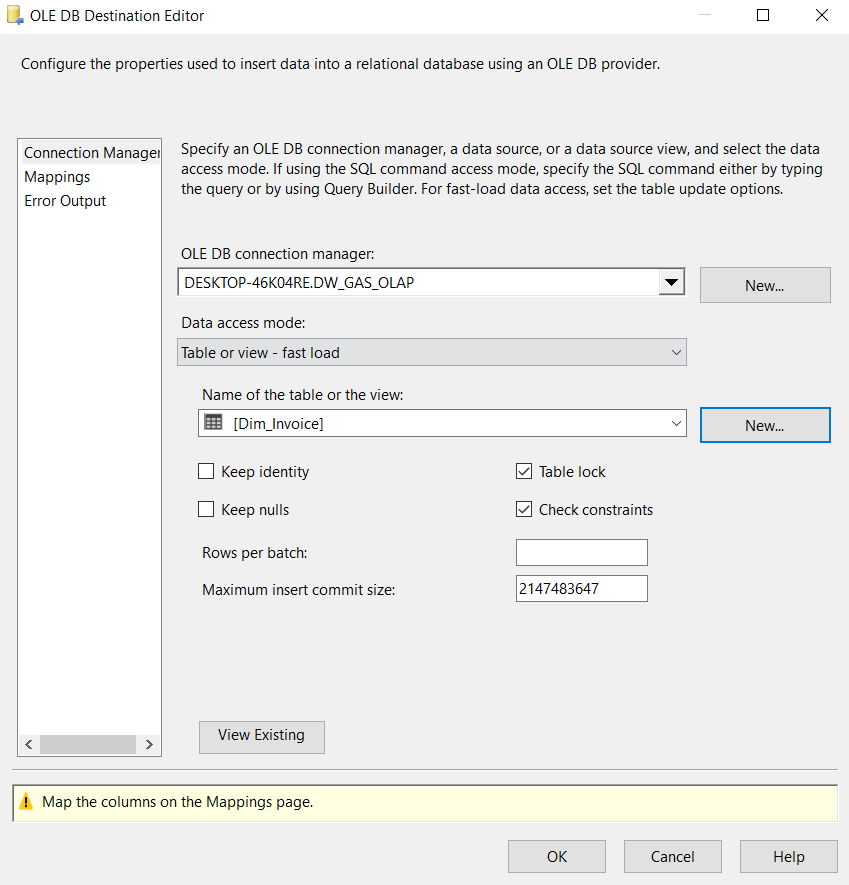 OLE DB Destination Editor
Configure the properties used to insert data into a relational database using an OLE DB provider.
Connection Manager
Mappings
Error Output
Specify an OLE DB connection manager, a data source, or a data source view, and select the data
access mode. If using the SQL command access mode, specify the SQL command either by typing
the query or by using Query Builder. For fast-load data access, set the table update options.
OLE DB connection manager:
DESKTOP-46K04RE.DW_GAS_OLAP
New...
Data access mode:
Table or view - fast load
Name of the table or the view:
[Dim_Invoice]
New...
Keep identity
Table lock
Keep nulls
Check constraints
Rows per batch:
Maximum insert commit size:
2147483647
View Existing
Map the columns on the Mappings page.
OK
Cancel
Help